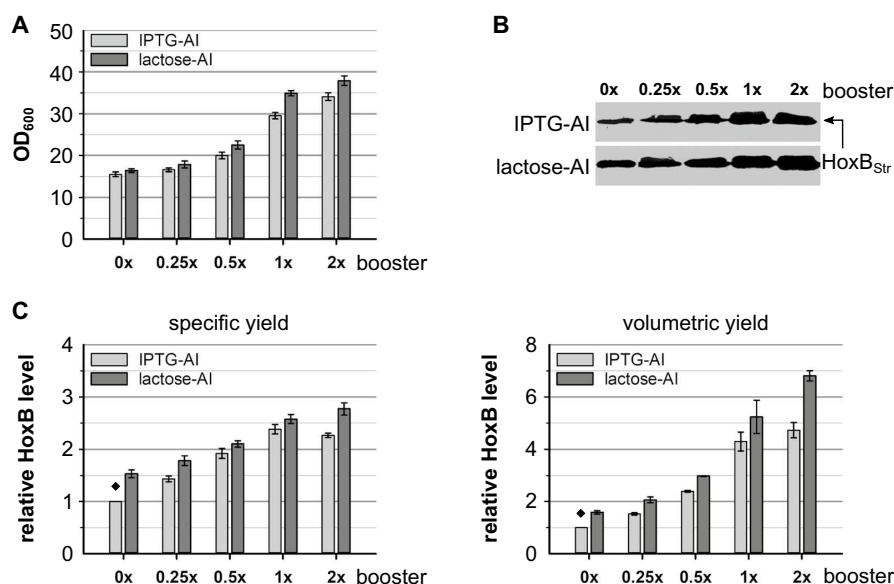 A
50
40
30
20
10
0
OD600
IPTG-AI
lactose-AI
0x 0.25x 0.5x 1x 2x booster
B
0x 0.25x 0.5x 1x 2x booster
IPTG-AI
lactose-AI
HoxBStr
C
specific yield
4
3
2
1
0
relative HoxB level
IPTG-AI
lactose-AI
0x 0.25x 0.5x 1x 2x booster
volumetric yield
8
6
4
2
0
relative HoxB level
IPTG-AI
lactose-AI
0x 0.25x 0.5x 1x 2x booster